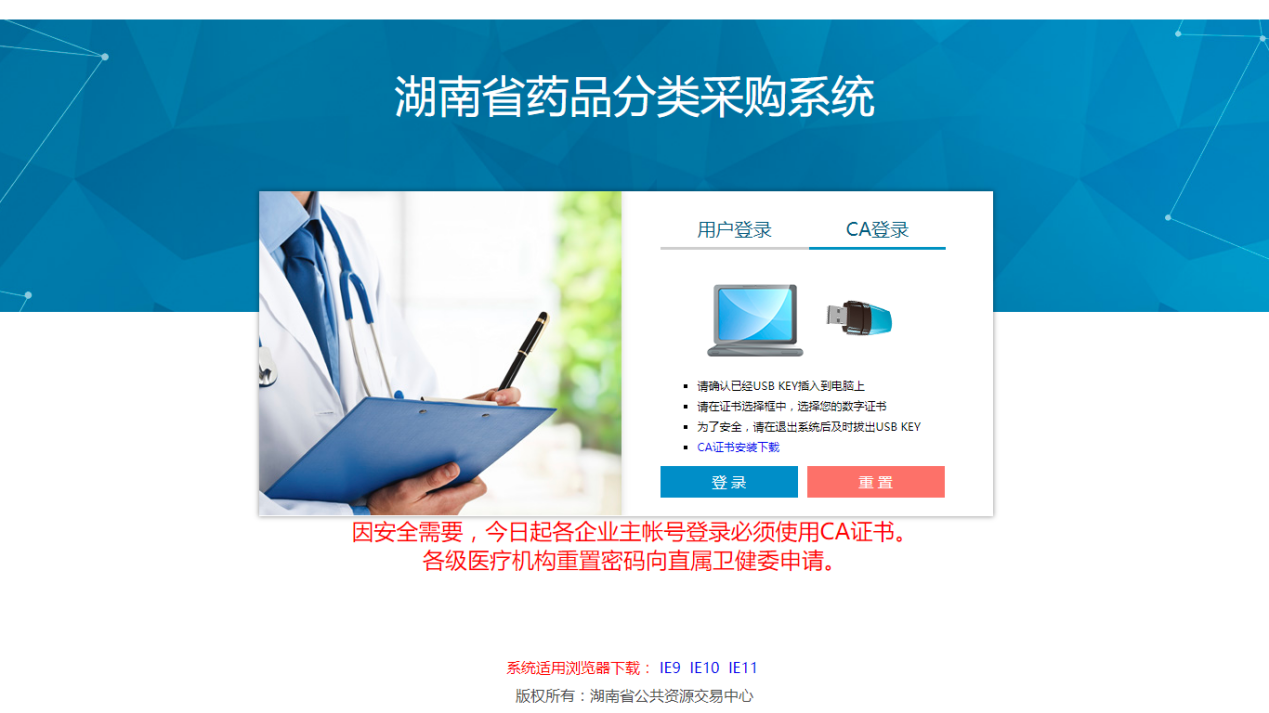 湖南省药品分类采购系统
用户登录 CA登录
请确认已经USB KEY插入到电脑上
请在证书选择框中，选择您的数字证书
为了安全，请在退出系统后及时拔出USB KEY
CA证书安装下载
登 录 重 置
因安全需要，今日起各企业主帐号登录必须使用CA证书。
各级医疗机构重置密码向直属卫健委申请。
系统适用浏览器下载： IE9 IE10 IE11
版权所有：湖南省公共资源交易中心